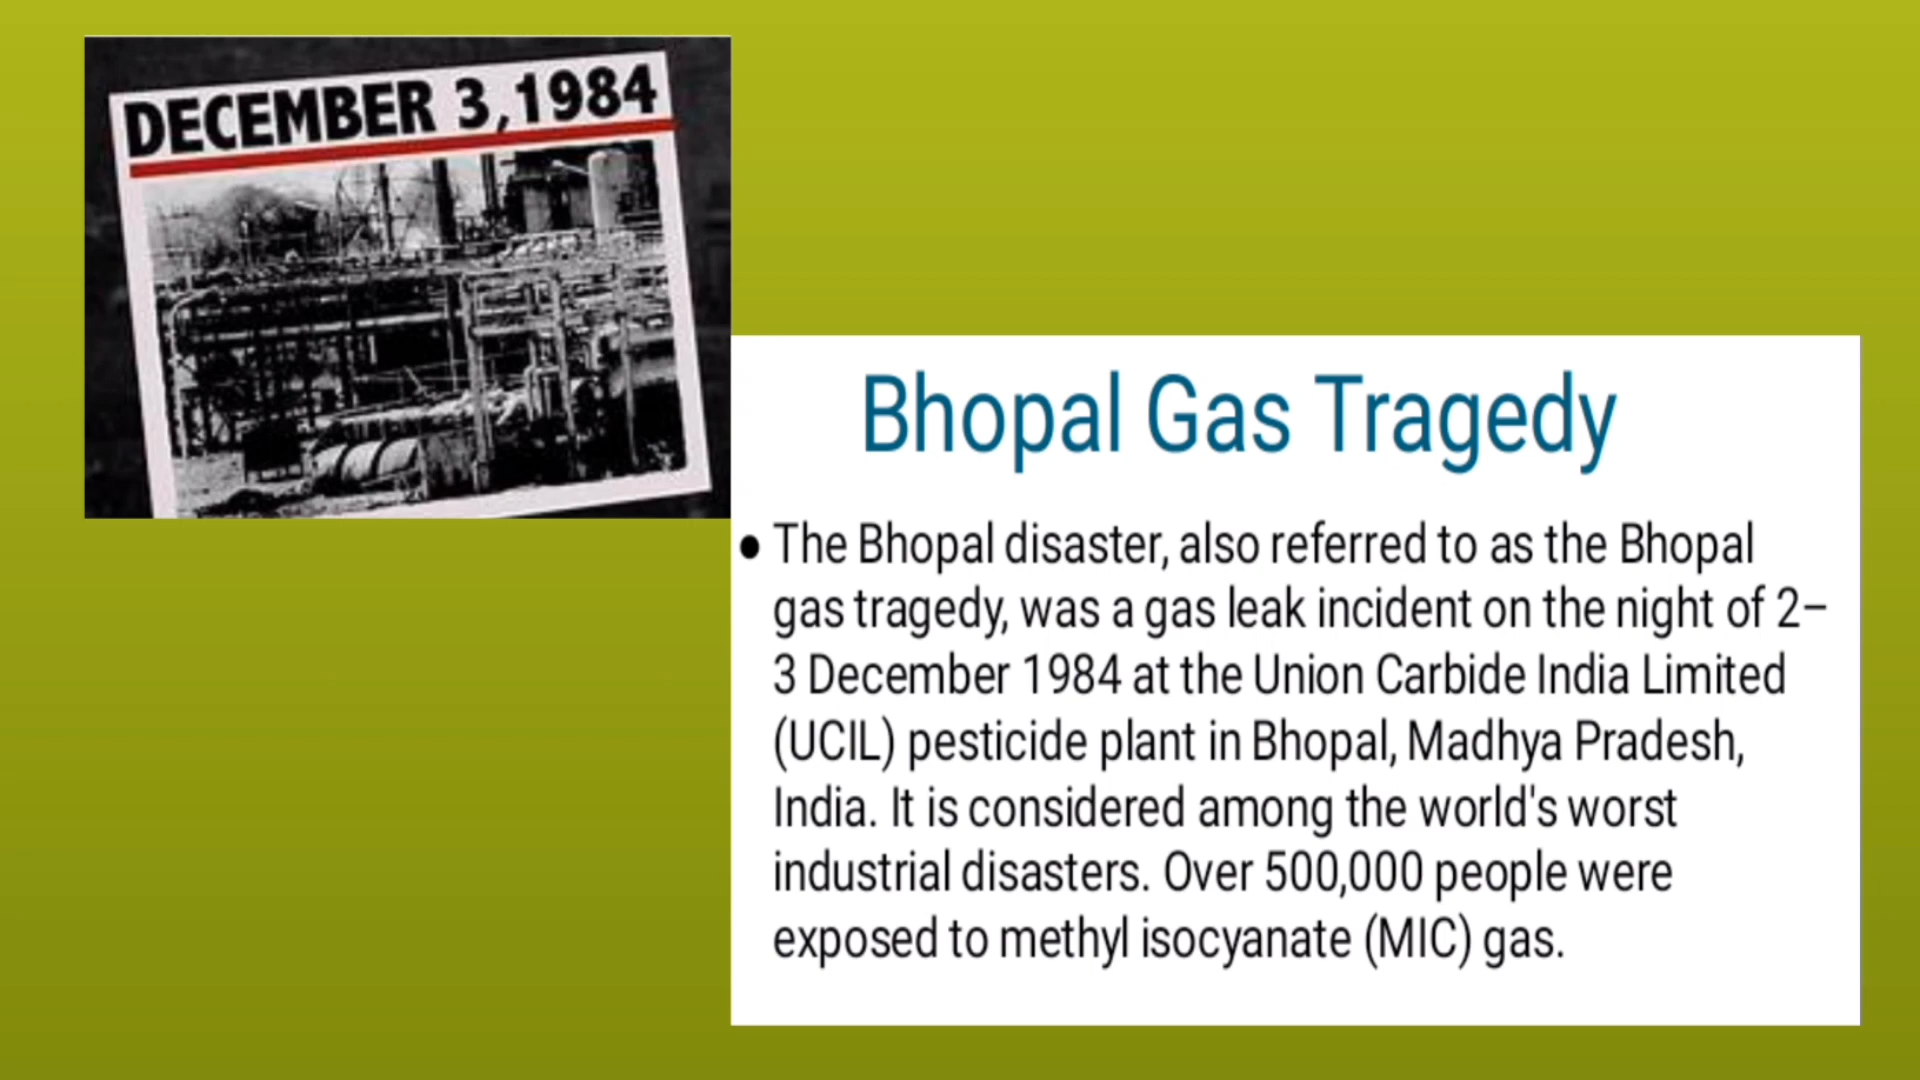 DECEMBER 3,1984
Bhopal Gas Tragedy
• The Bhopal disaster, also referred to as the Bhopal
gas tragedy, was a gas leak incident on the night of 2–
3 December 1984 at the Union Carbide India Limited
(UCIL) pesticide plant in Bhopal, Madhya Pradesh,
India. It is considered among the world's worst
industrial disasters. Over 500,000 people were
exposed to methyl isocyanate (MIC) gas.